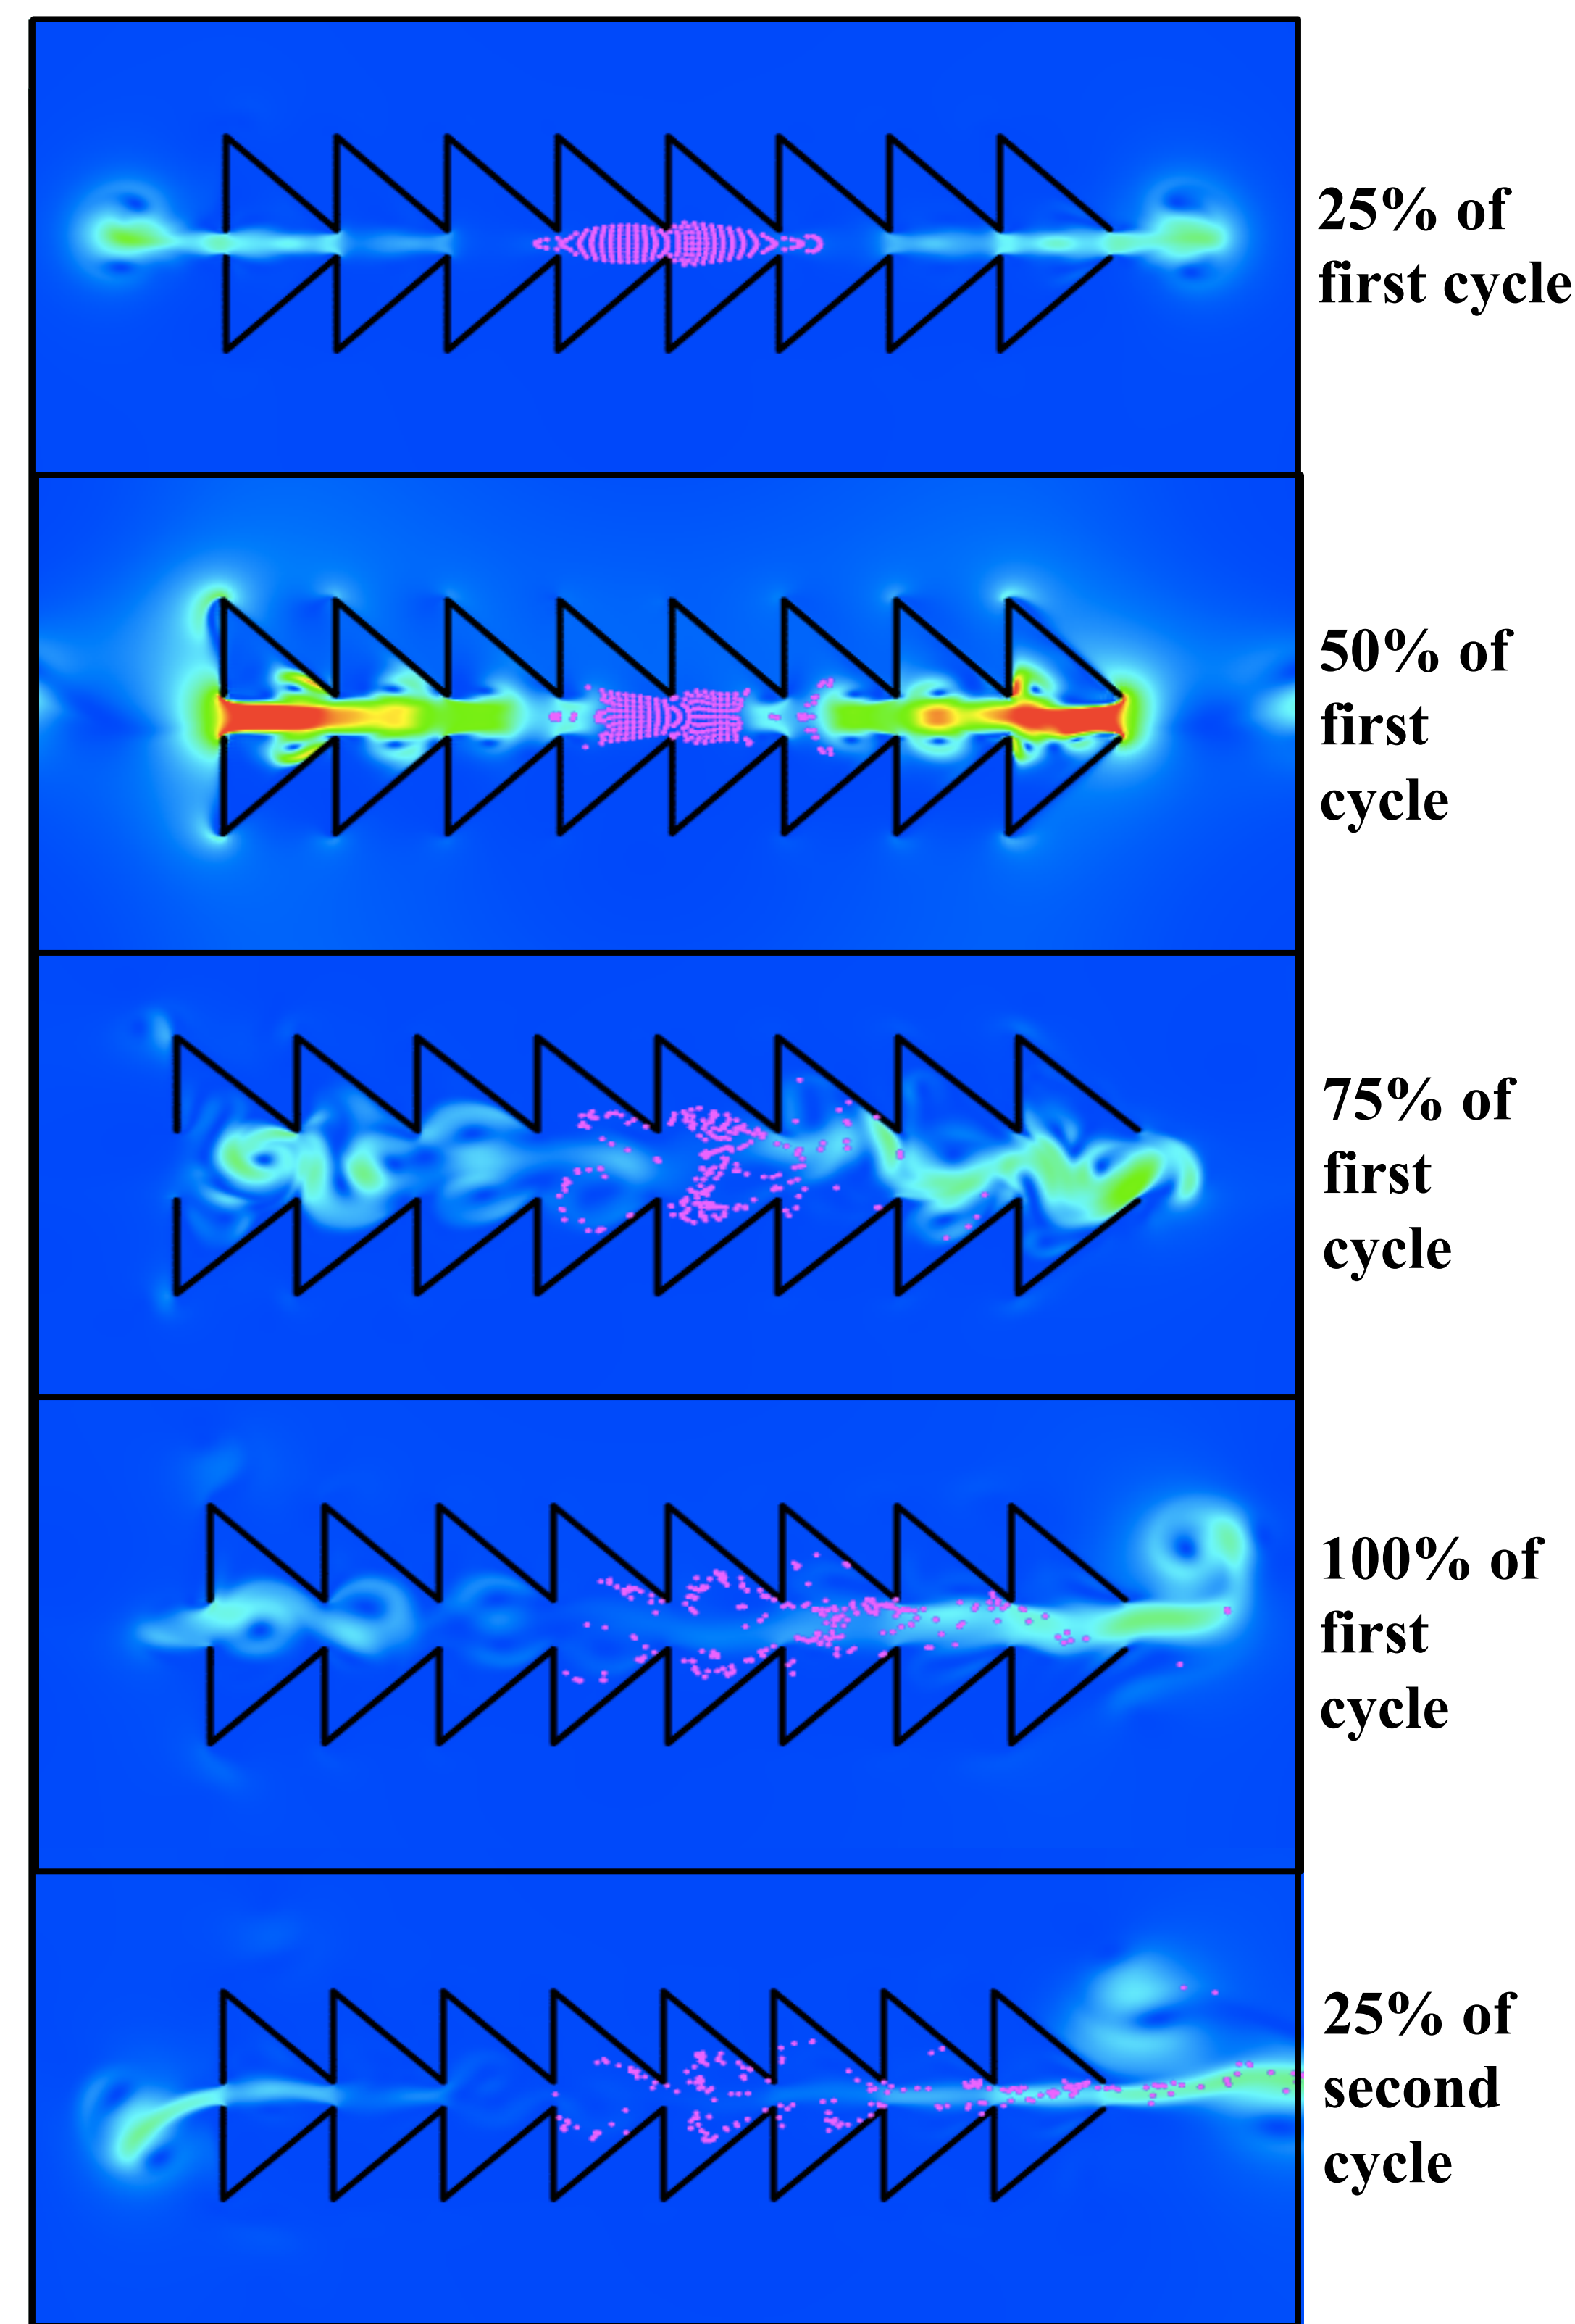 25% of
first cycle
50% of
first
cycle
75% of
first
cycle
100% of
first
cycle
25% of
second
cycle